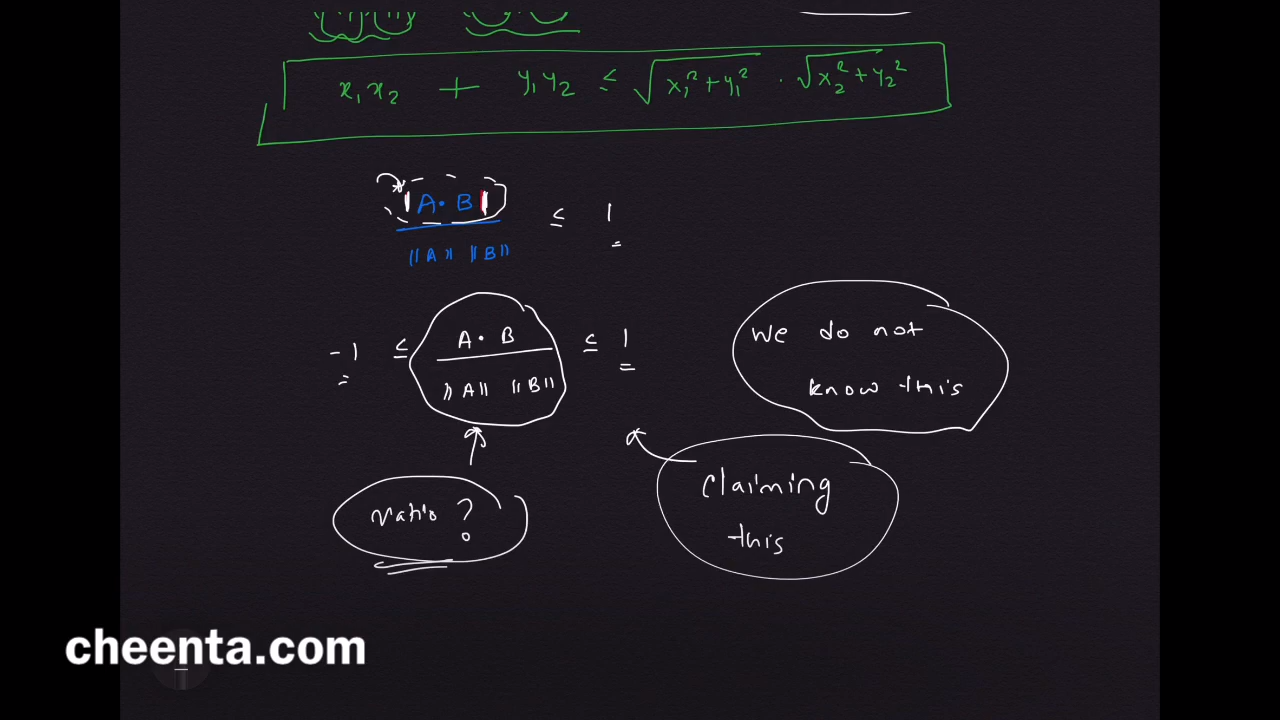 x₁x₂ + y₁y₂ ≤ √x₁²+y₁² · √x₂²+y₂²
|A·B|
≤ 1
||A|| ||B||
-1 ≤ A·B ≤ 1
||A|| ||B||
We do not
know this
ratio ?
Claiming
this
cheenta.com